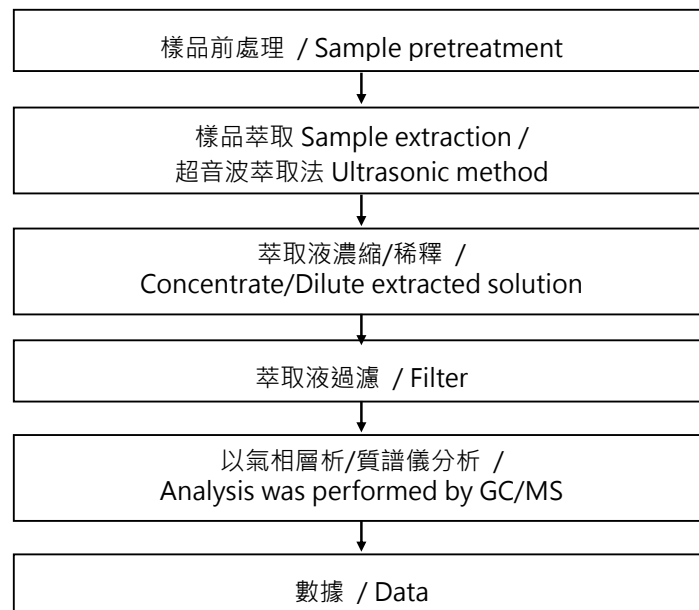 樣品前處理 / Sample pretreatment
樣品萃取 Sample extraction /
超音波萃取法 Ultrasonic method
萃取液濃縮/稀釋 /
Concentrate/Dilute extracted solution
萃取液過濾 / Filter
以氣相層析/質譜儀分析 /
Analysis was performed by GC/MS
數據 / Data